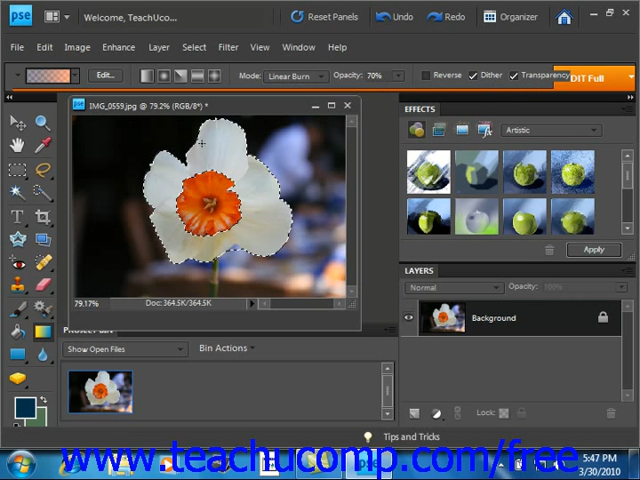 pse Welcome, TeachUco... Reset Panels Undo Redo Organizer
File Edit Image Enhance Layer Select Filter View Window Help
Edit... Mode: Linear Burn Opacity: 70% Reverse Dither Transparency DIT Full
IMG_0559.jpg @ 79.2% (RGB/8*) *
EFFECTS
Artistic
Apply
LAYERS
Normal Opacity: 100%
Background
79.17% Doc: 364.5K/364.5K
Show Open Files Bin Actions
Lock:
Tips and Tricks
www.teachucomp.com/free
5:47 PM
3/30/2010